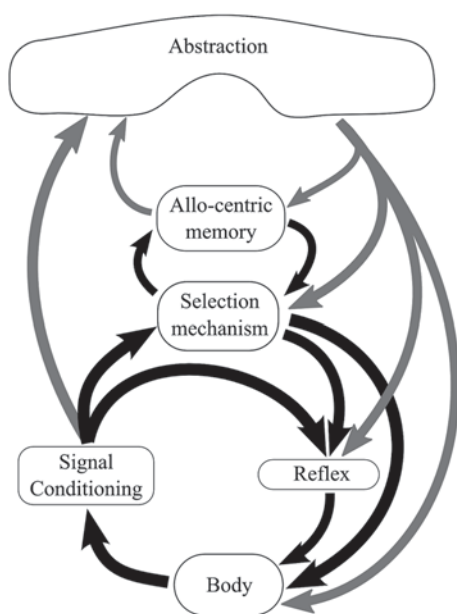 Abstraction
Allo-centric
memory
Selection
mechanism
Signal
Conditioning
Reflex
Body